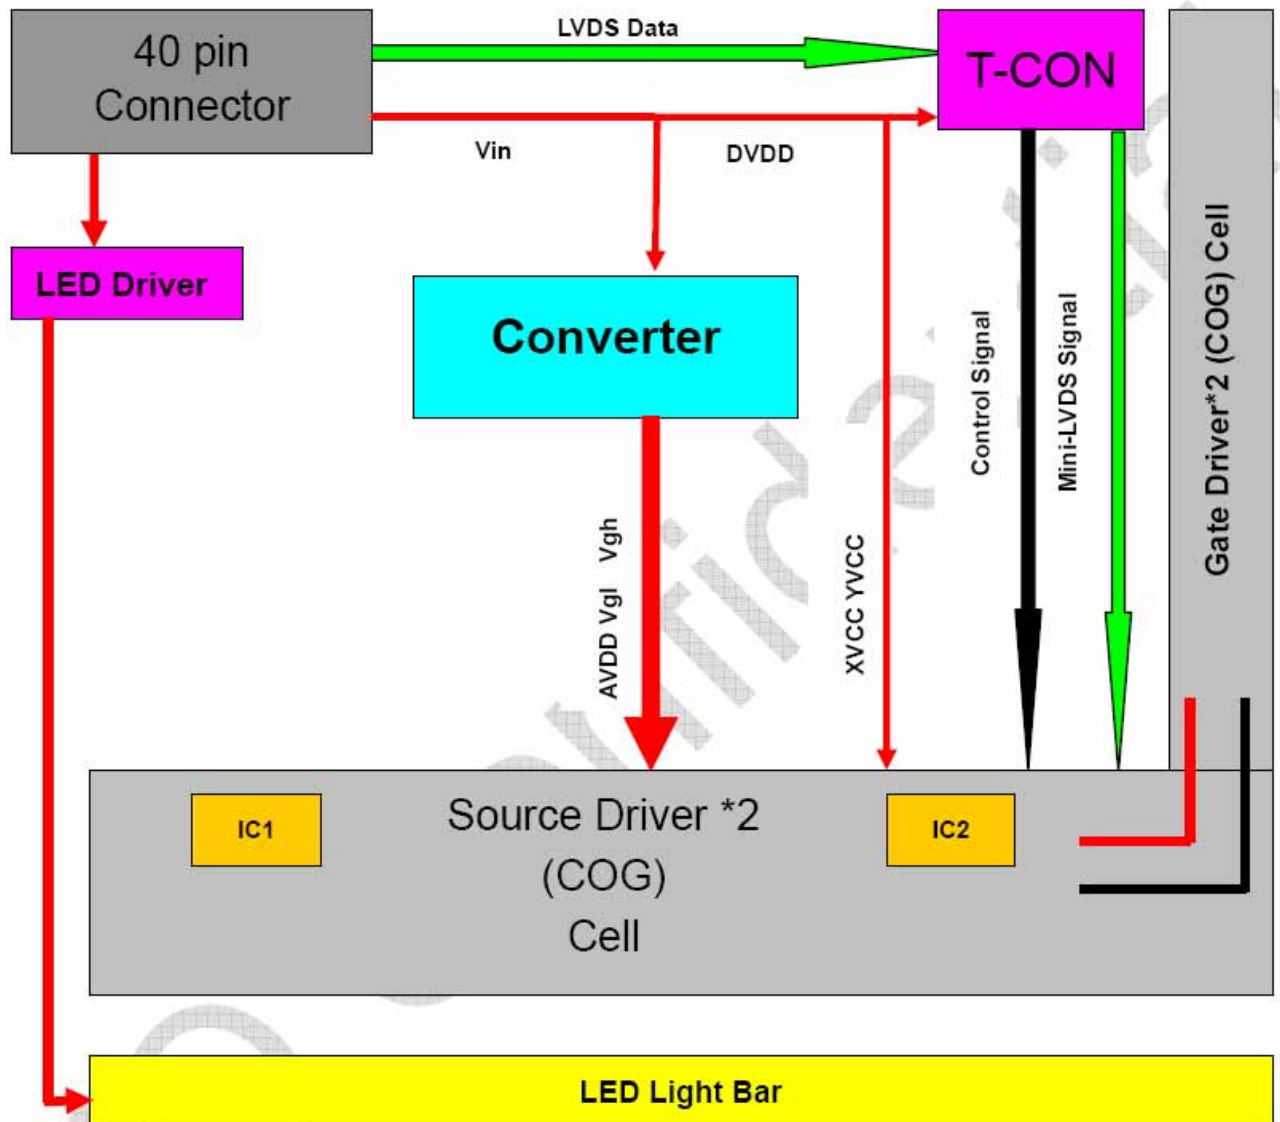 40 pin
Connector
LVDS Data
T-CON
Vin
DVDD
LED Driver
Converter
Control Signal
Mini-LVDS Signal
Gate Driver*2 (COG) Cell
AVDD Vgl Vgh
XVCC YVCC
IC1
Source Driver *2
(COG)
Cell
IC2
LED Light Bar